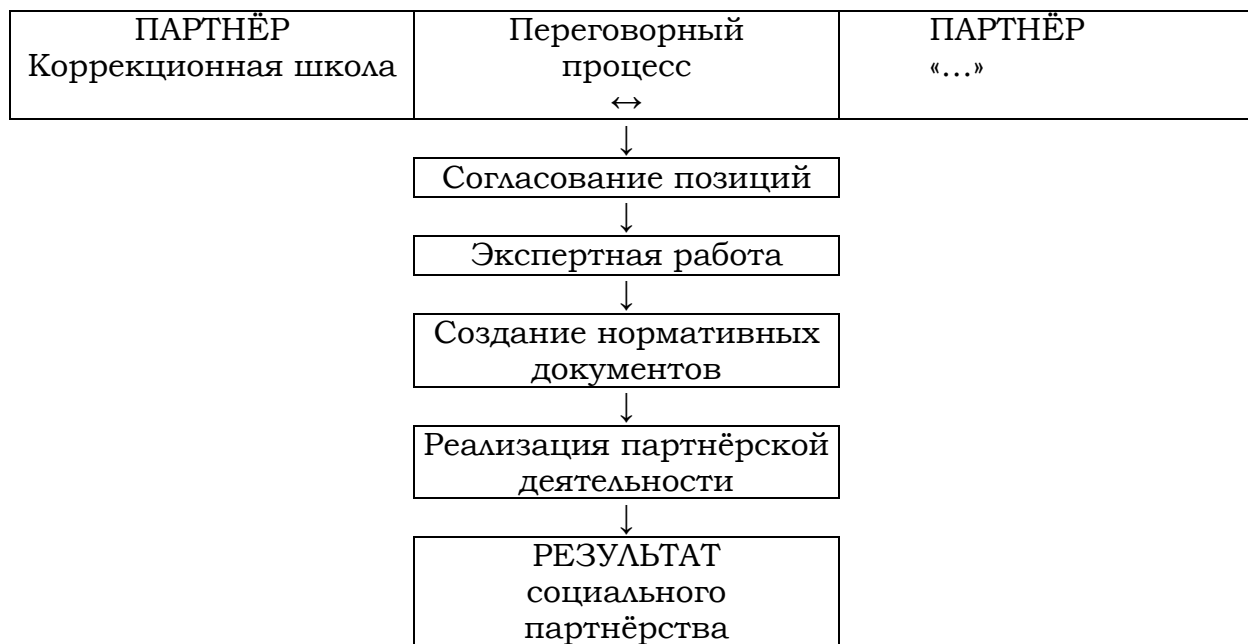 ПАРТНЁР
Коррекционная школа
Переговорный
процесс
↔
ПАРТНЁР
«...»
↓
Согласование позиций
↓
Экспертная работа
↓
Создание нормативных
документов
↓
Реализация партнёрской
деятельности
↓
РЕЗУЛЬТАТ
социального
партнёрства